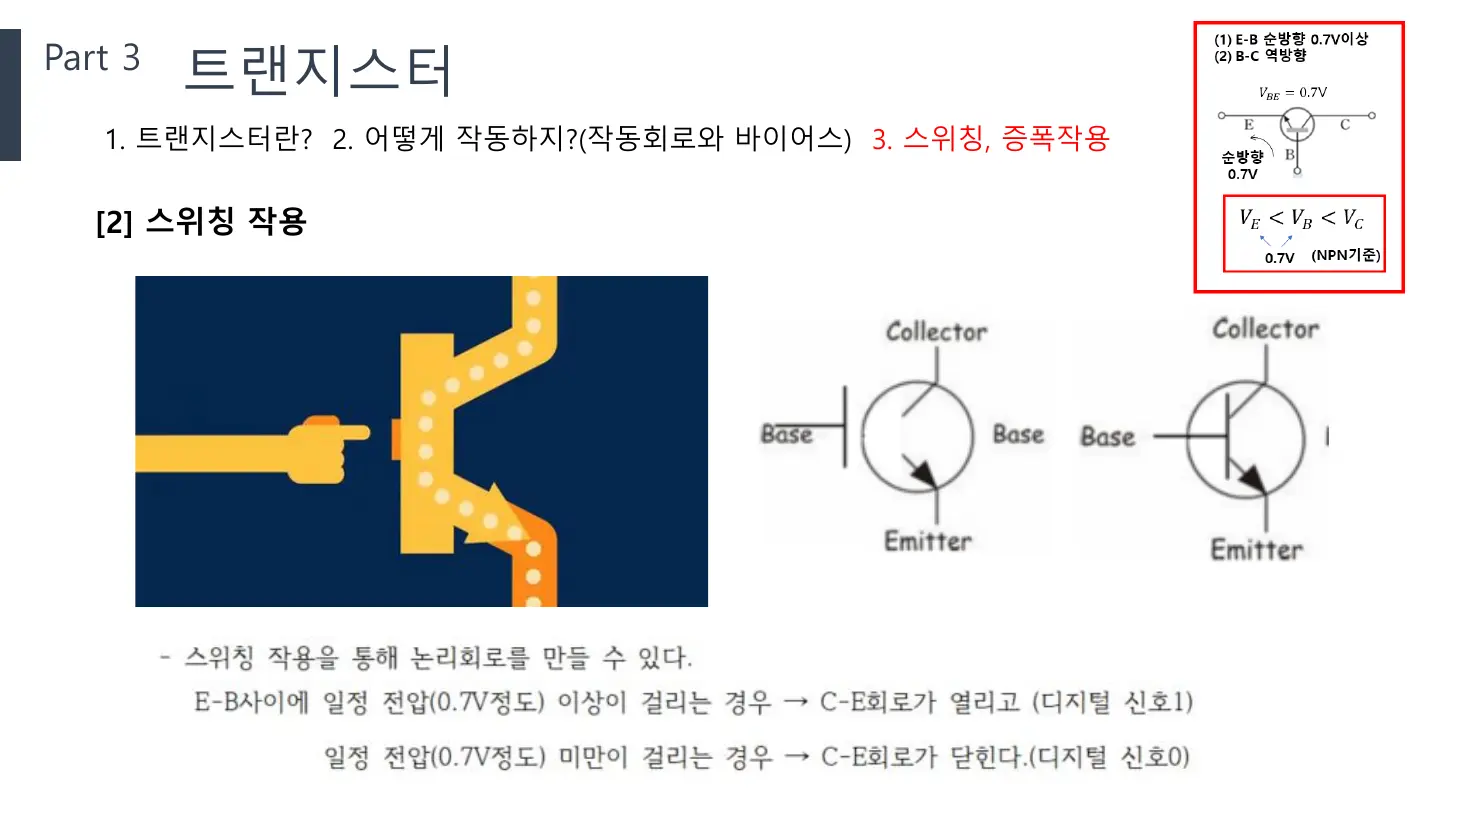 Part 3
트랜지스터
1. 트랜지스터란? 2. 어떻게 작동하지?(작동회로와 바이어스) 3. 스위칭, 증폭작용
(1) E-B 순방향 0.7V이상
(2) B-C 역방향
V_BE = 0.7V
E
C
B
순방향
0.7V
V_E < V_B < V_C
0.7V (NPN기준)
[2] 스위칭 작용
Collector
Base
Base
Emitter
Collector
Base
Emitter
- 스위칭 작용을 통해 논리회로를 만들 수 있다.
E-B사이에 일정 전압(0.7V정도) 이상이 걸리는 경우 → C-E회로가 열리고 (디지털 신호1)
일정 전압(0.7V정도) 미만이 걸리는 경우 → C-E회로가 닫힌다.(디지털 신호0)